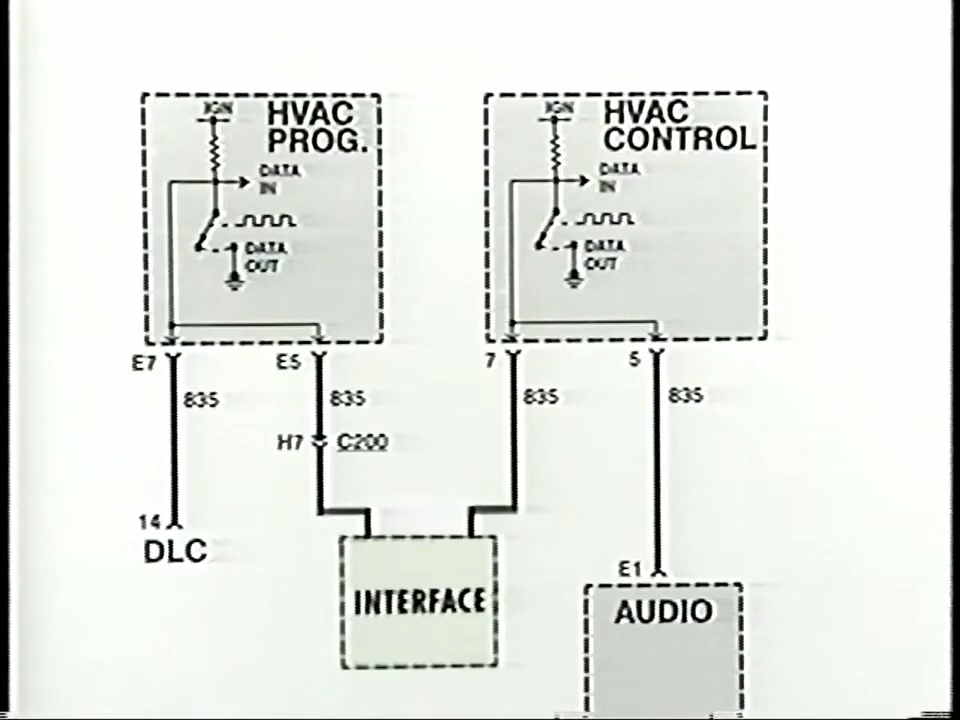 IGN
HVAC
PROG.
DATA
IN
DATA
OUT
IGN
HVAC
CONTROL
DATA
IN
DATA
OUT
E7
E5
7
5
835
835
835
835
H7
C200
14
DLC
E1
INTERFACE
AUDIO